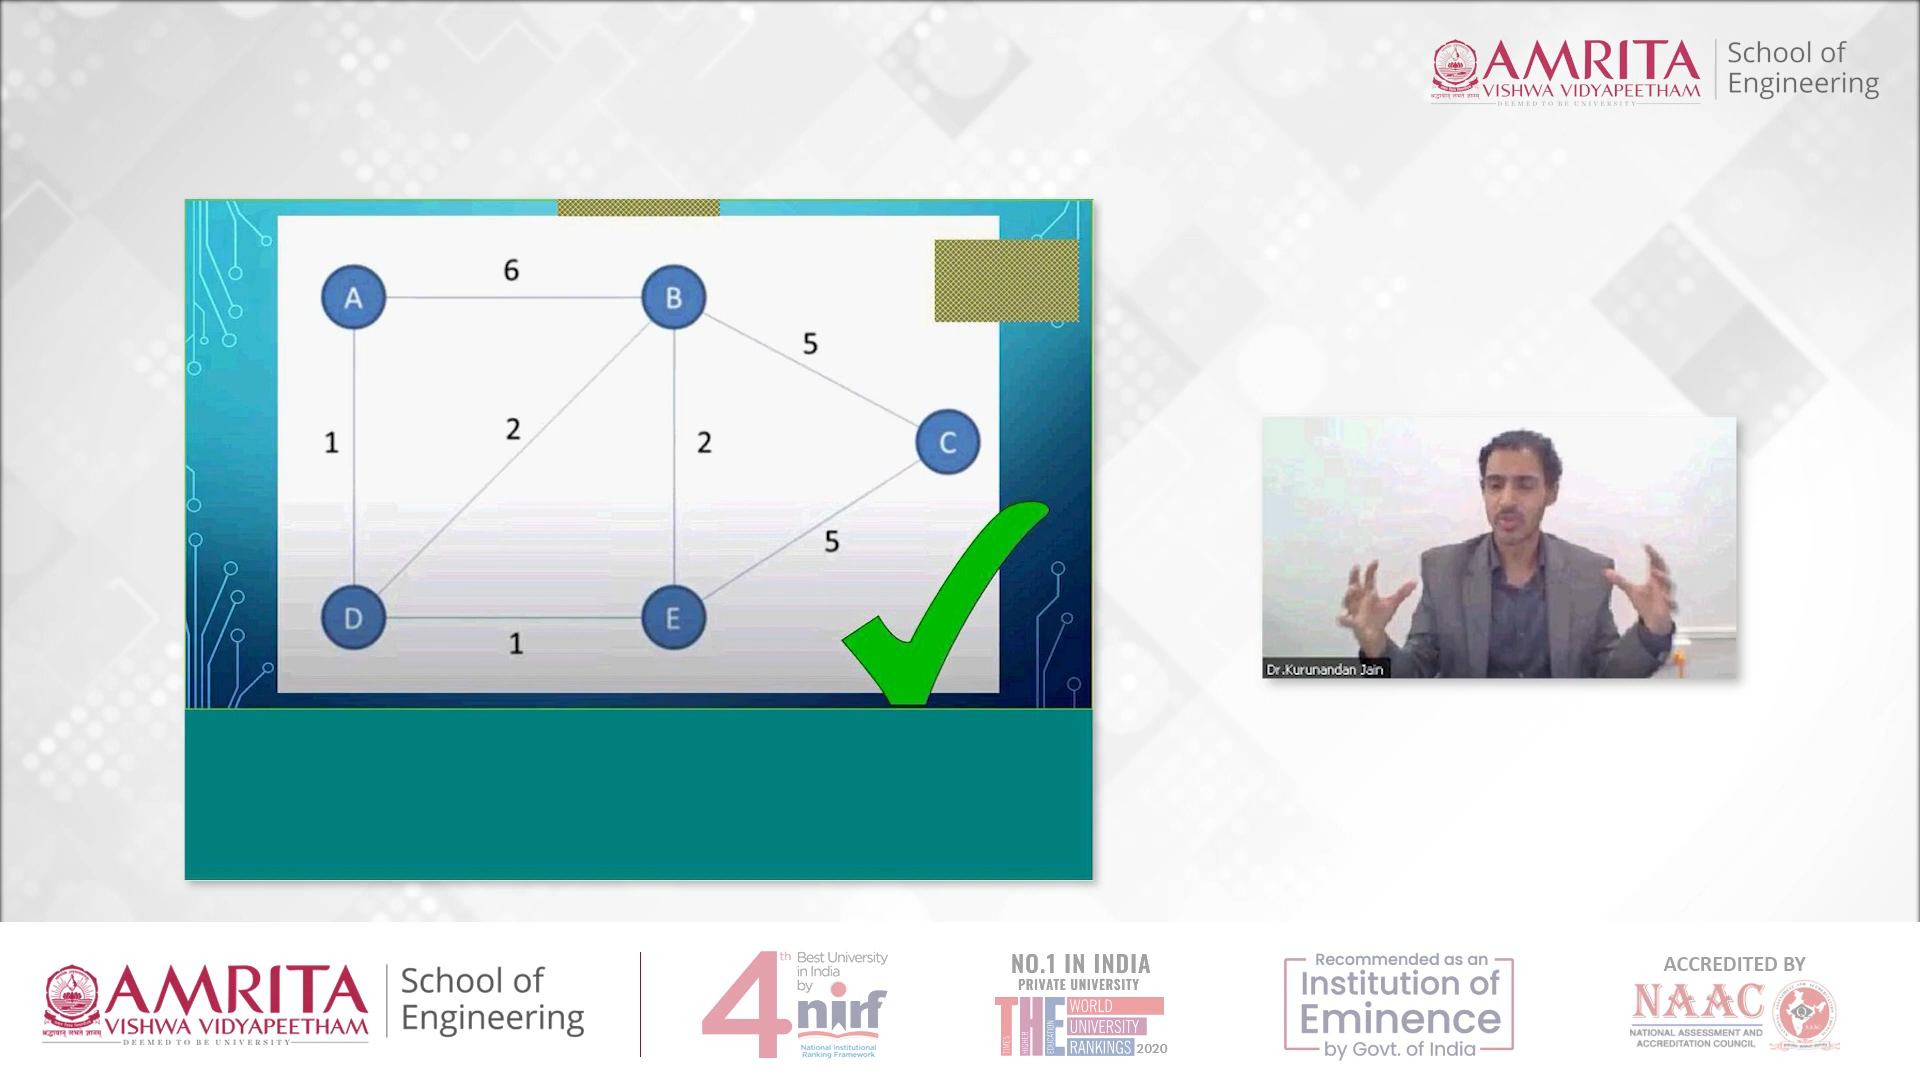 AMRITA
VISHWA VIDYAPEETHAM
DEEMED TO BE UNIVERSITY
School of
Engineering
A
6
B
5
1
2
2
C
5
D
1
E
Dr.Kurunandan Jain
AMRITA
VISHWA VIDYAPEETHAM
DEEMED TO BE UNIVERSITY
School of
Engineering
4th
Best University
in India
by
nirf
National Institutional
Ranking Framework
NO.1 IN INDIA
PRIVATE UNIVERSITY
TIMES HIGHER EDUCATION
THE
WORLD
UNIVERSITY
RANKINGS 2020
Recommended as an
Institution of
Eminence
by Govt. of India
ACCREDITED BY
NAAC
NATIONAL ASSESSMENT AND
ACCREDITATION COUNCIL